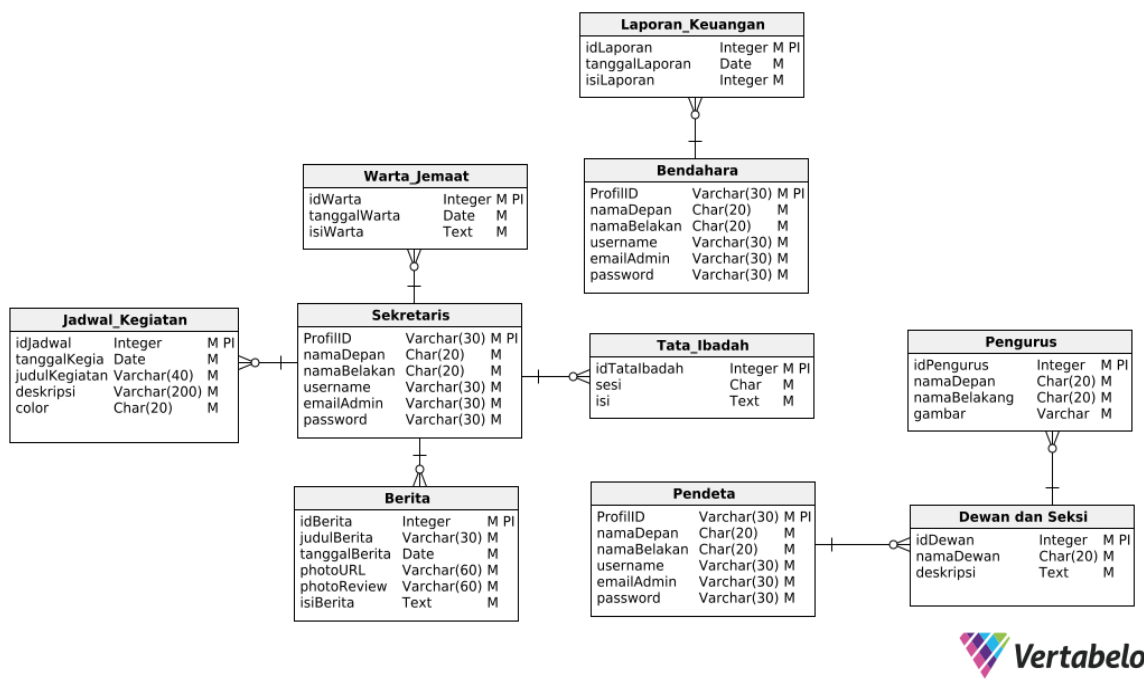 Laporan_Keuangan
idLaporan Integer M PI
tanggalLaporan Date M
isiLaporan Integer M
Bendahara
ProfilID Varchar(30) M PI
namaDepan Char(20) M
namaBelakan Char(20) M
username Varchar(30) M
emailAdmin Varchar(30) M
password Varchar(30) M
Warta_Jemaat
idWarta Integer M PI
tanggalWarta Date M
isiWarta Text M
Jadwal_Kegiatan
idJadwal Integer M PI
tanggalKegia Date M
judulKegiatan Varchar(40) M
deskripsi Varchar(200) M
color Char(20) M
Sekretaris
ProfilID Varchar(30) M PI
namaDepan Char(20) M
namaBelakan Char(20) M
username Varchar(30) M
emailAdmin Varchar(30) M
password Varchar(30) M
Tata_Ibadah
idTataIbadah Integer M PI
sesi Char M
isi Text M
Pengurus
idPengurus Integer M PI
namaDepan Char(20) M
namaBelakang Char(20) M
gambar Varchar M
Berita
idBerita Integer M PI
judulBerita Varchar(30) M
tanggalBerita Date M
photoURL Varchar(60) M
photoReview Varchar(60) M
isiBerita Text M
Pendeta
ProfilID Varchar(30) M PI
namaDepan Char(20) M
namaBelakan Char(20) M
username Varchar(30) M
emailAdmin Varchar(30) M
password Varchar(30) M
Dewan dan Seksi
idDewan Integer M PI
namaDewan Char(20) M
deskripsi Text M
Vertabelo